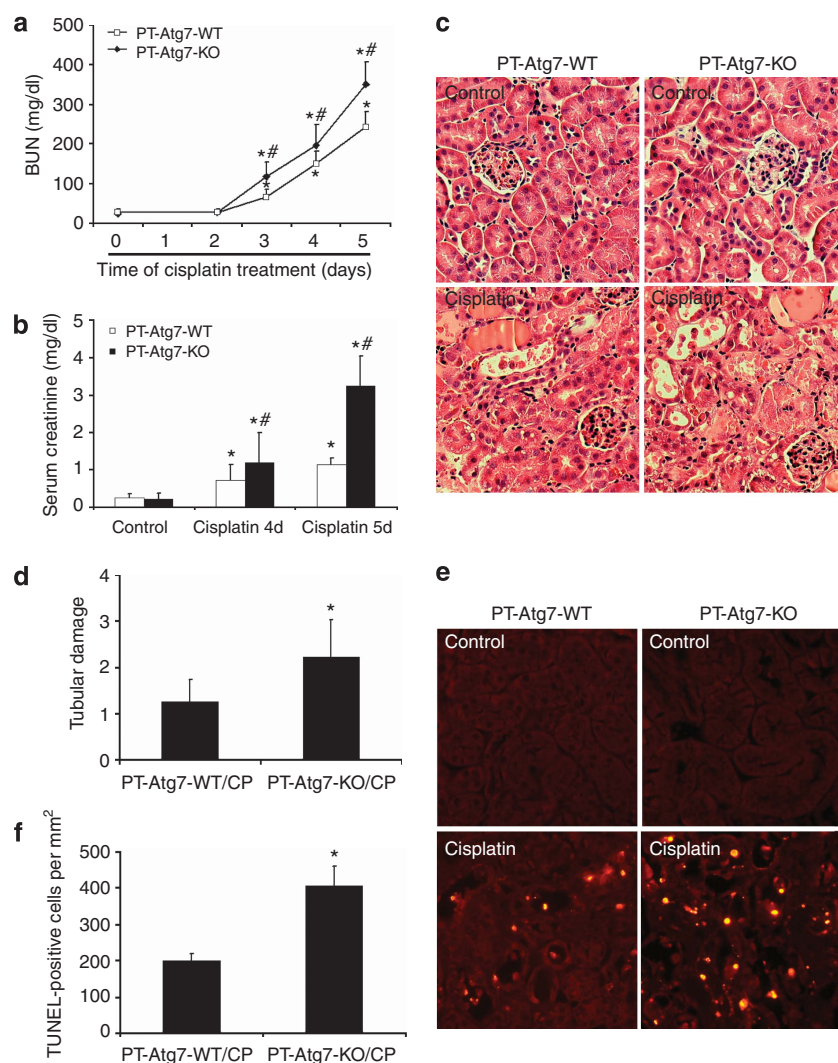 a
PT-Atg7-WT
PT-Atg7-KO
BUN (mg/dl)
500
400
300
200
100
0
*#
*
*#
*
*#
*
0 1 2 3 4 5
Time of cisplatin treatment (days)
b
PT-Atg7-WT
PT-Atg7-KO
Serum creatinine (mg/dl)
5
4
3
2
1
0
*
*#
*
*#
Control Cisplatin 4d Cisplatin 5d
c
PT-Atg7-WT PT-Atg7-KO
Control Control
Cisplatin Cisplatin
d
Tubular damage
4
3
2
1
0
*
PT-Atg7-WT/CP PT-Atg7-KO/CP
e
PT-Atg7-WT PT-Atg7-KO
Control Control
Cisplatin Cisplatin
f
TUNEL-positive cells per mm²
500
400
300
200
100
0
*
PT-Atg7-WT/CP PT-Atg7-KO/CP